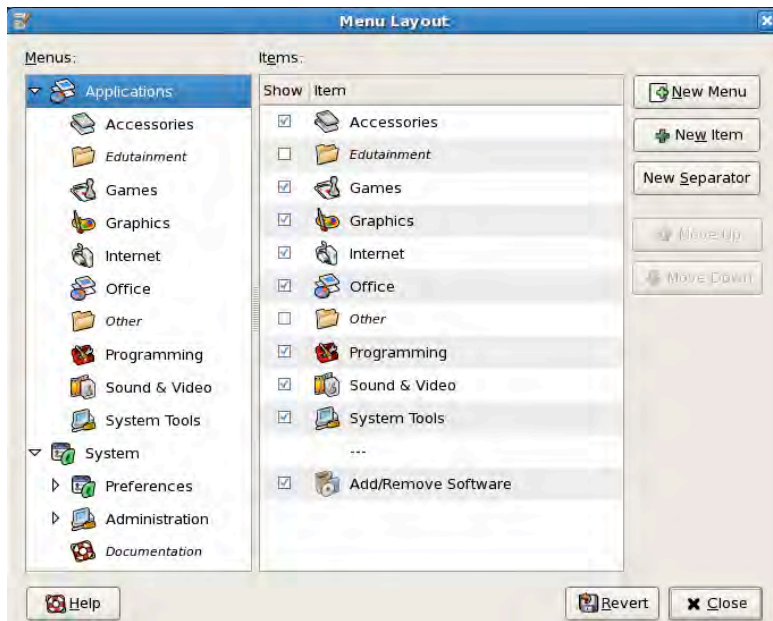 Menu Layout
Menus:
Items:
Applications
Accessories
Edutainment
Games
Graphics
Internet
Office
Other
Programming
Sound & Video
System Tools
System
Preferences
Administration
Documentation
Show Item
Accessories
Edutainment
Games
Graphics
Internet
Office
Other
Programming
Sound & Video
System Tools
---
Add/Remove Software
New Menu
New Item
New Separator
Move Up
Move Down
Help
Revert
Close